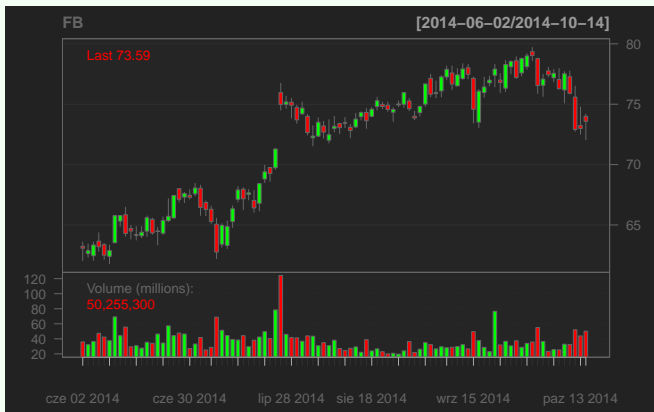 FB [2014−06−02/2014−10−14]
Last 73.59
80
75
70
65
Volume (millions):
50,255,300
120
100
80
60
40
20
cze 02 2014 cze 30 2014 lip 28 2014 sie 18 2014 wrz 15 2014 paz 13 2014